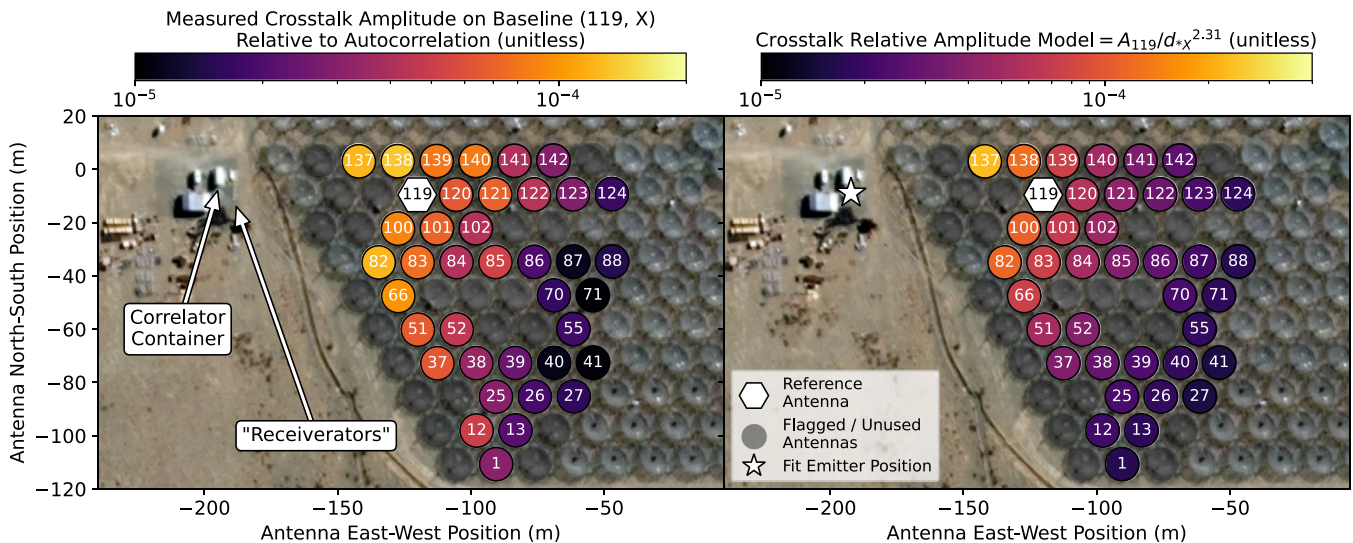 Measured Crosstalk Amplitude on Baseline (119, X)
Relative to Autocorrelation (unitless)
10⁻⁵ 10⁻⁴
Crosstalk Relative Amplitude Model = A₁₁₉/d*X^2.31 (unitless)
10⁻⁵ 10⁻⁴
Antenna North-South Position (m)
20
0
−20
−40
−60
−80
−100
−120
137 138 139 140 141 142
119 120 121 122 123 124
100 101 102
82 83 84 85 86 87 88
66 70 71
51 52 55
37 38 39 40 41
25 26 27
12 13
1
Correlator
Container
"Receiverators"
−200 −150 −100 −50
Antenna East-West Position (m)
137 138 139 140 141 142
119 120 121 122 123 124
100 101 102
82 83 84 85 86 87 88
66 70 71
51 52 55
37 38 39 40 41
25 26 27
12 13
1
Reference
Antenna
Flagged / Unused
Antennas
Fit Emitter Position
−200 −150 −100 −50
Antenna East-West Position (m)